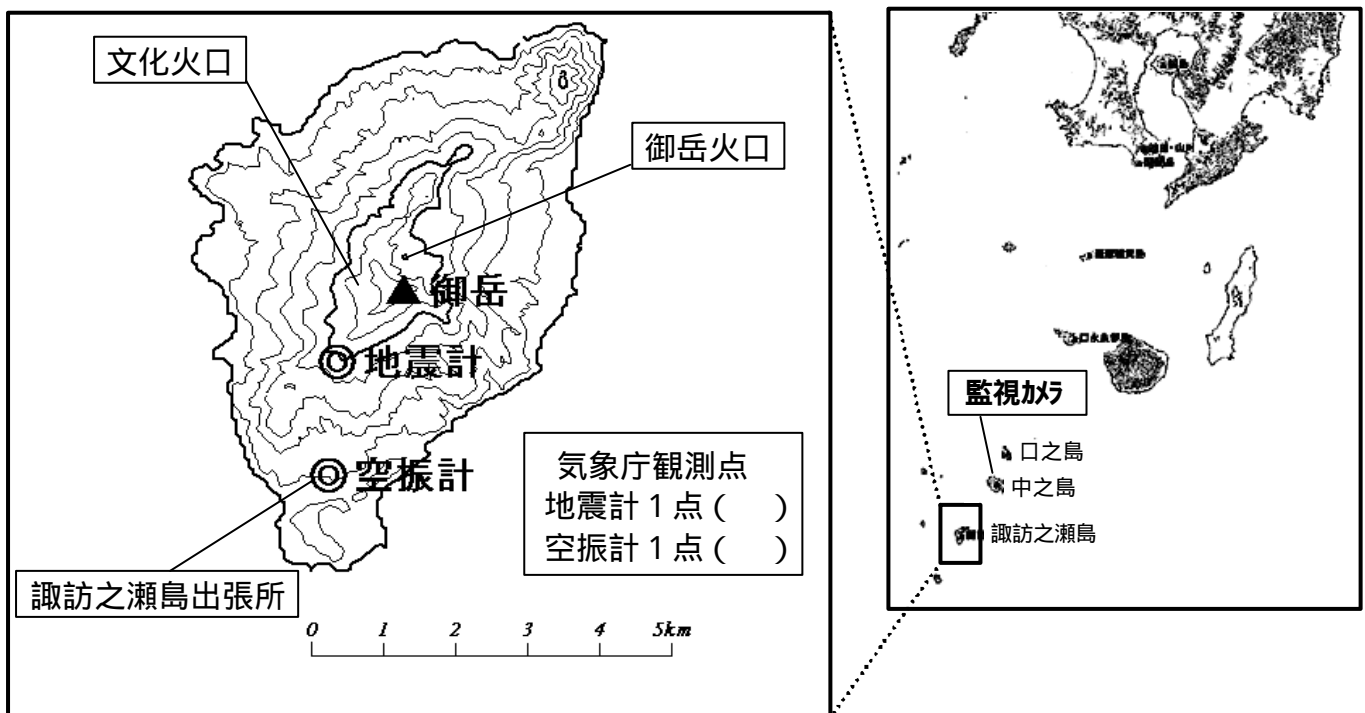 文化火口
御岳火口
御岳
地震計
空振計
諏訪之瀬島出張所
気象庁観測点
地震計１点（　）
空振計１点（　）
0 1 2 3 4 5km
監視カメラ
口之島
中之島
諏訪之瀬島